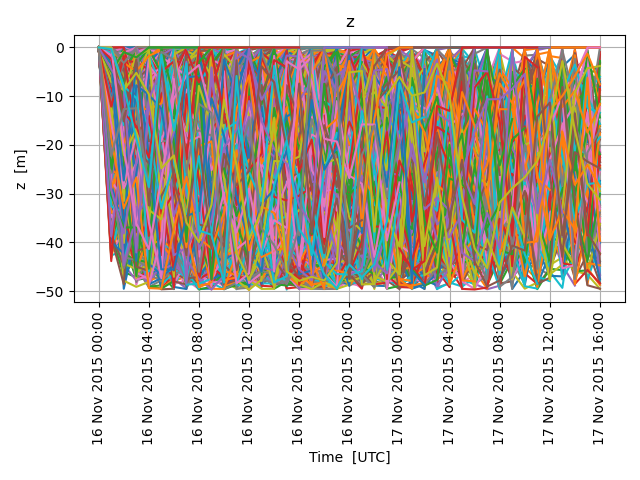 z
0
−10
−20
−30
−40
−50
z  [m]
16 Nov 2015 00:00
16 Nov 2015 04:00
16 Nov 2015 08:00
16 Nov 2015 12:00
16 Nov 2015 16:00
16 Nov 2015 20:00
17 Nov 2015 00:00
17 Nov 2015 04:00
17 Nov 2015 08:00
17 Nov 2015 12:00
17 Nov 2015 16:00
Time  [UTC]